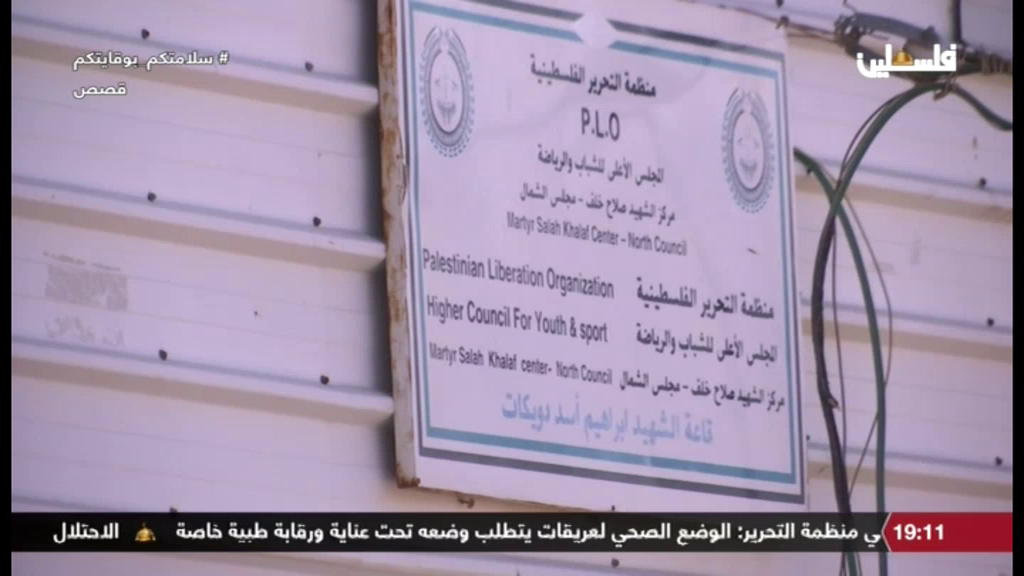 # سلامتكم_بوقايتكم
قصص
فلسطين
منظمة التحرير الفلسطينية
P.L.O
المجلس الأعلى للشباب والرياضة
مركز الشهيد صلاح خلف - مجلس الشمال
Martyr Salah Khalaf Center - North Council
Palestinian Liberation Organization منظمة التحرير الفلسطينية
Higher Council For Youth & sport المجلس الأعلى للشباب والرياضة
Martyr Salah Khalaf center- North Council مركز الشهيد صلاح خلف - مجلس الشمال
قاعة الشهيد ابراهيم أسد دويكات
19:11 ي منظمة التحرير: الوضع الصحي لعريقات يتطلب وضعه تحت عناية ورقابة طبية خاصة الاحتلال